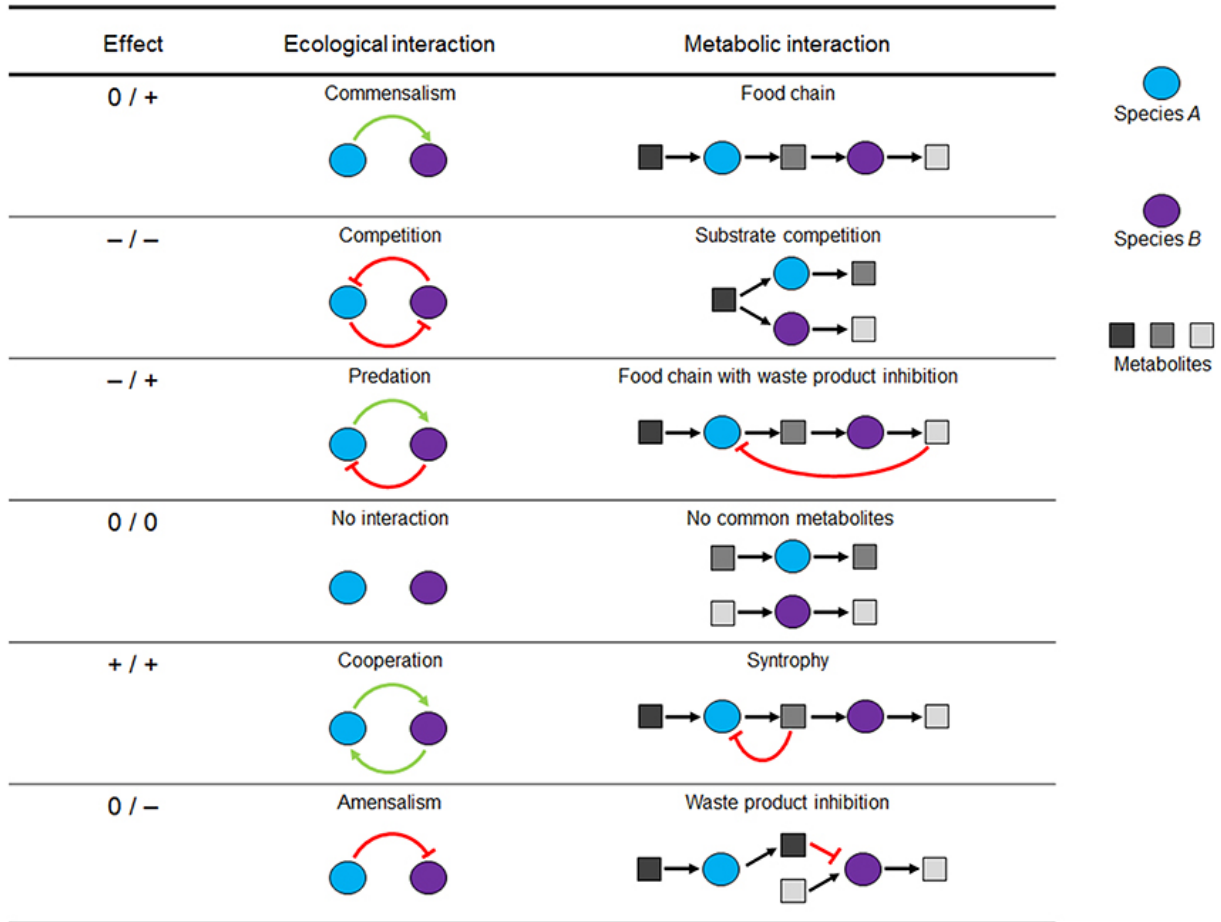 Effect Ecological interaction Metabolic interaction
0 / + Commensalism Food chain
– / – Competition Substrate competition
– / + Predation Food chain with waste product inhibition
0 / 0 No interaction No common metabolites
+ / + Cooperation Syntrophy
0 / – Amensalism Waste product inhibition
Species A
Species B
Metabolites